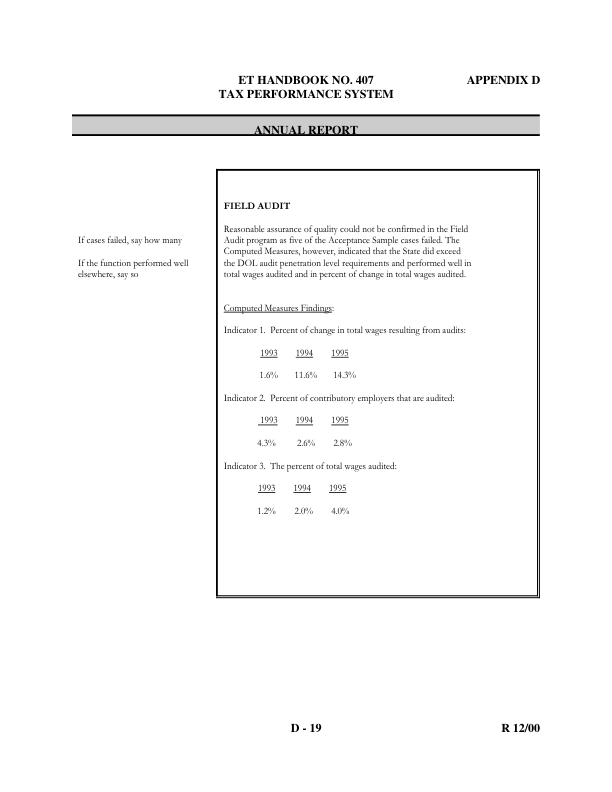 ET HANDBOOK NO. 407 APPENDIX D
TAX PERFORMANCE SYSTEM
ANNUAL REPORT
If cases failed, say how many
If the function performed well
elsewhere, say so
FIELD AUDIT
Reasonable assurance of quality could not be confirmed in the Field
Audit program as five of the Acceptance Sample cases failed. The
Computed Measures, however, indicated that the State did exceed
the DOL audit penetration level requirements and performed well in
total wages audited and in percent of change in total wages audited.
Computed Measures Findings:
Indicator 1. Percent of change in total wages resulting from audits:
1993 1994 1995
1.6% 11.6% 14.3%
Indicator 2. Percent of contributory employers that are audited:
1993 1994 1995
4.3% 2.6% 2.8%
Indicator 3. The percent of total wages audited:
1993 1994 1995
1.2% 2.0% 4.0%
D - 19 R 12/00